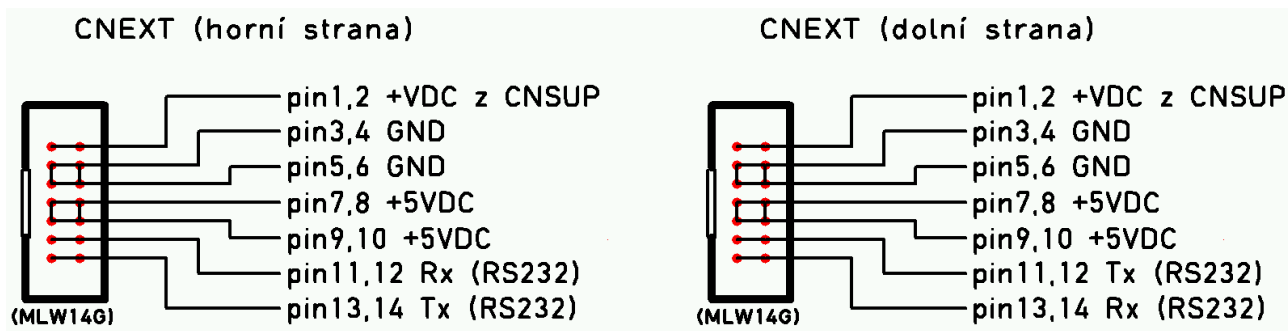 CNEXT (horní strana)
pin1,2 +VDC z CNSUP
pin3,4 GND
pin5,6 GND
pin7,8 +5VDC
pin9,10 +5VDC
pin11,12 Rx (RS232)
pin13,14 Tx (RS232)
(MLW14G)
CNEXT (dolní strana)
pin1,2 +VDC z CNSUP
pin3,4 GND
pin5,6 GND
pin7,8 +5VDC
pin9,10 +5VDC
pin11,12 Tx (RS232)
pin13,14 Rx (RS232)
(MLW14G)